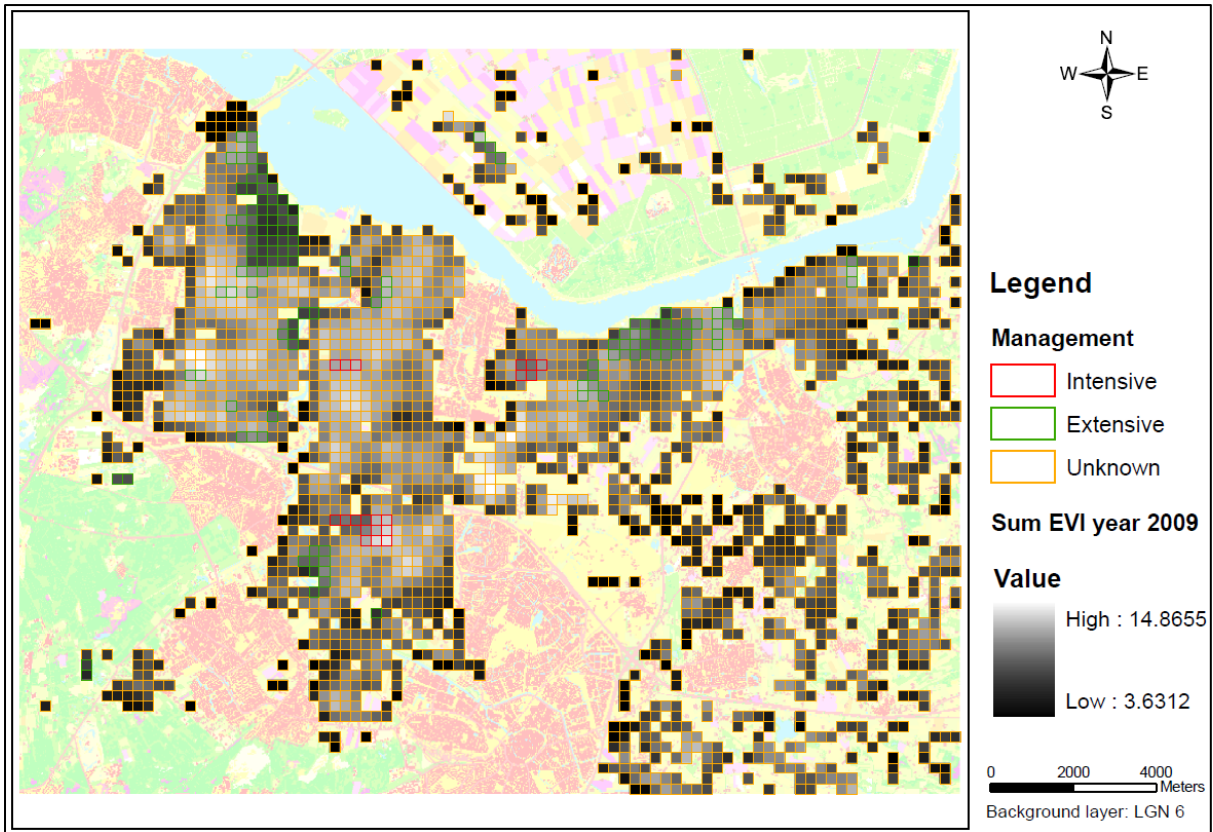 N
W E
S
Legend
Management
Intensive
Extensive
Unknown
Sum EVI year 2009
Value
High : 14.8655
Low : 3.6312
0 2000 4000
Meters
Background layer: LGN 6